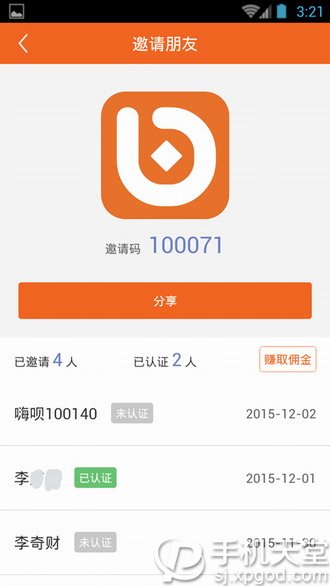 3:21
邀请朋友
邀请码 100071
分享
已邀请 4 人 已认证 2 人 赚取佣金
嗨呗100140 未认证 2015-12-02
李 已认证 2015-12-01
李奇财 未认证 2015-11-30
手机天堂
sj.xpgod.com